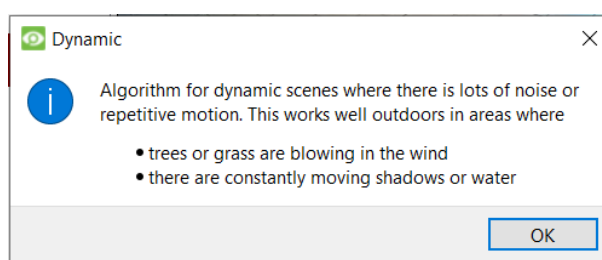 Dynamic
Algorithm for dynamic scenes where there is lots of noise or
repetitive motion. This works well outdoors in areas where
• trees or grass are blowing in the wind
• there are constantly moving shadows or water
OK